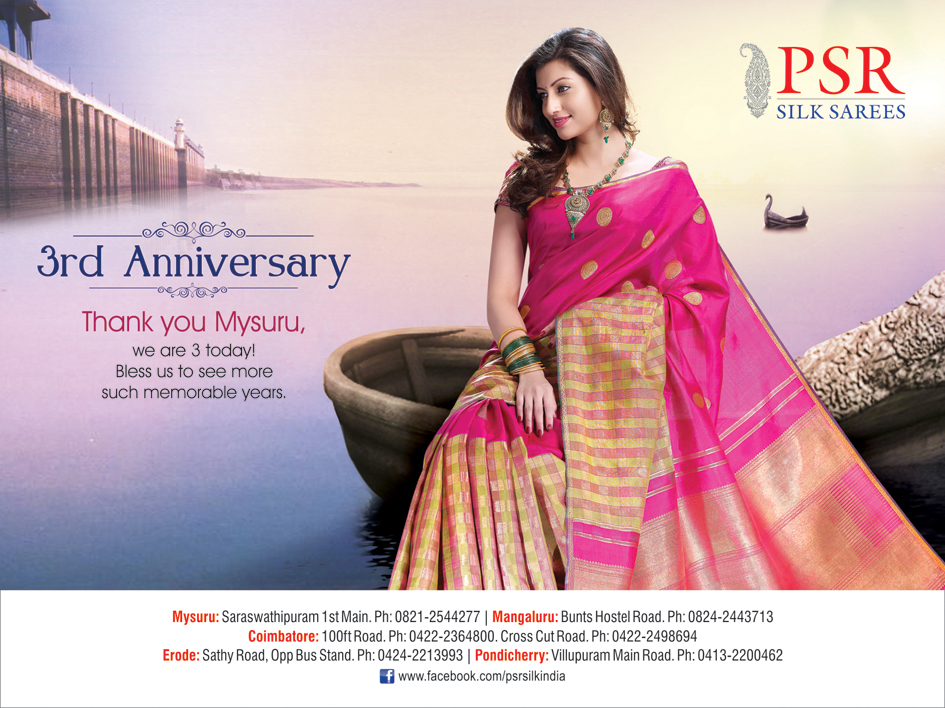 PSR
SILK SAREES
3rd Anniversary
Thank you Mysuru,
we are 3 today!
Bless us to see more
such memorable years.
Mysuru: Saraswathipuram 1st Main. Ph: 0821-2544277 | Mangaluru: Bunts Hostel Road. Ph: 0824-2443713
Coimbatore: 100ft Road. Ph: 0422-2364800. Cross Cut Road. Ph: 0422-2498694
Erode: Sathy Road, Opp Bus Stand. Ph: 0424-2213993 | Pondicherry: Villupuram Main Road. Ph: 0413-2200462
f www.facebook.com/psrsilkindia